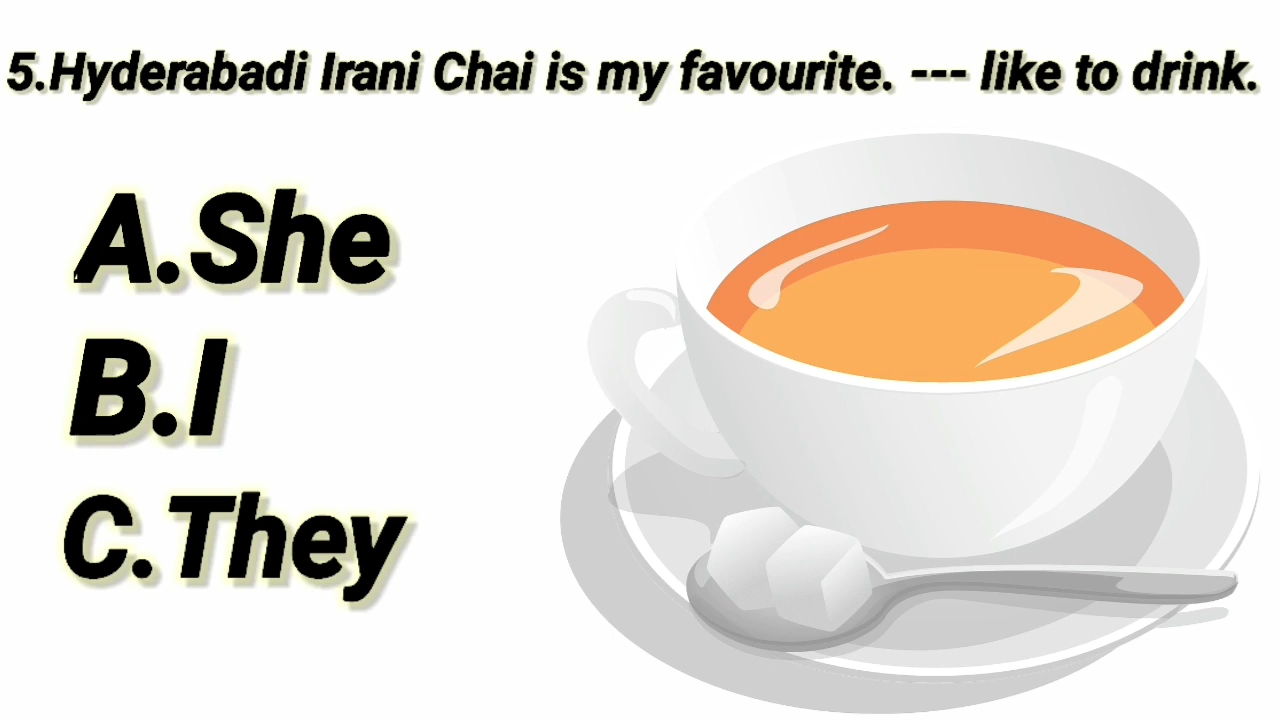 5.Hyderabadi Irani Chai is my favourite. --- like to drink.
A.She
B.I
C.They